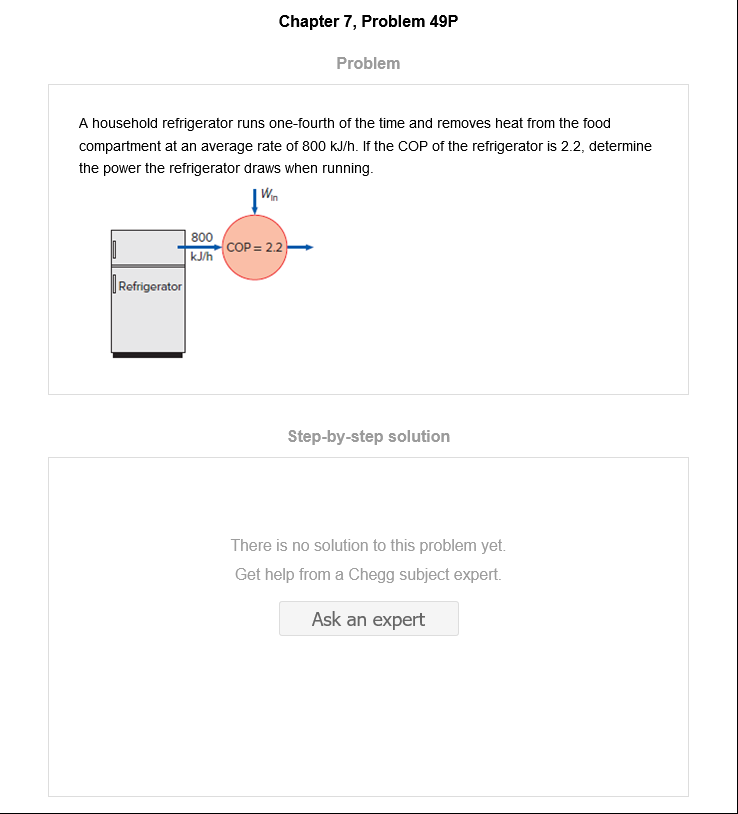 Chapter 7, Problem 49P
Problem
A household refrigerator runs one-fourth of the time and removes heat from the food
compartment at an average rate of 800 kJ/h. If the COP of the refrigerator is 2.2, determine
the power the refrigerator draws when running.
Ẇin
800
kJ/h
COP = 2.2
Refrigerator
Step-by-step solution
There is no solution to this problem yet.
Get help from a Chegg subject expert.
Ask an expert